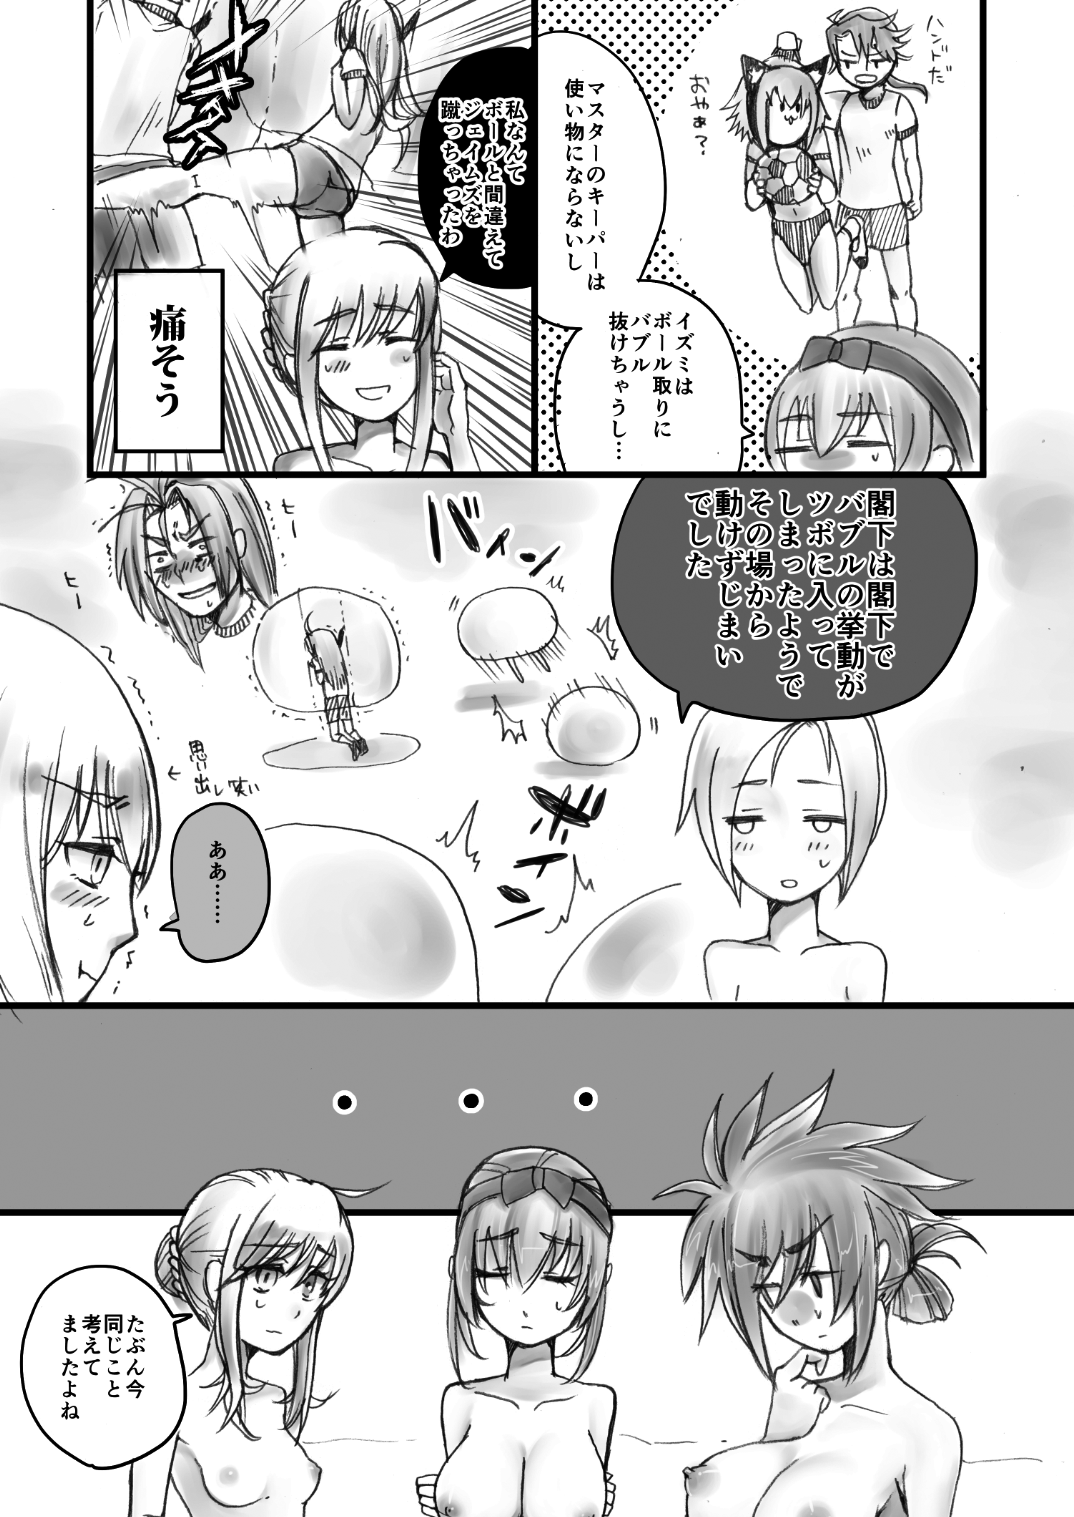 ハンドだ
おやぁ？
マスターのキーパーは
使い物にならないし
イズミは
ボール取りに
バブル
抜けちゃうし…
私なんて
ボールと間違えて
ジェイムズを
蹴っちゃったわ
メキメキ
痛そう
閣下は閣下で
バブルの挙動が
ツボに入って
しまったようで
その場から
動けずじまい
でした
ヒー
ヒー
思い
出し笑い
ああ……
・・・
たぶん今
同じこと
考えて
ましたよね